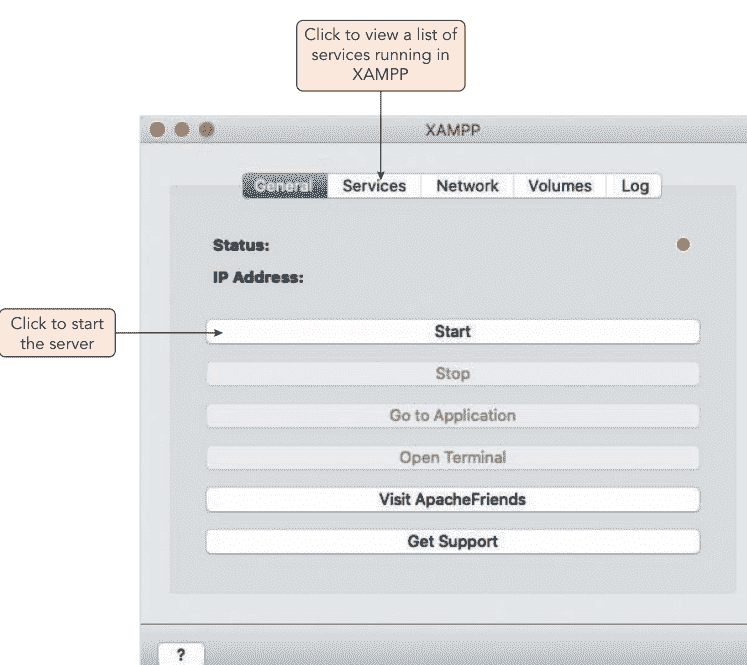 Click to view a list of
services running in
XAMPP
XAMPP
General Services Network Volumes Log
Status:
IP Address:
Click to start
the server
Start
Stop
Go to Application
Open Terminal
Visit ApacheFriends
Get Support
?